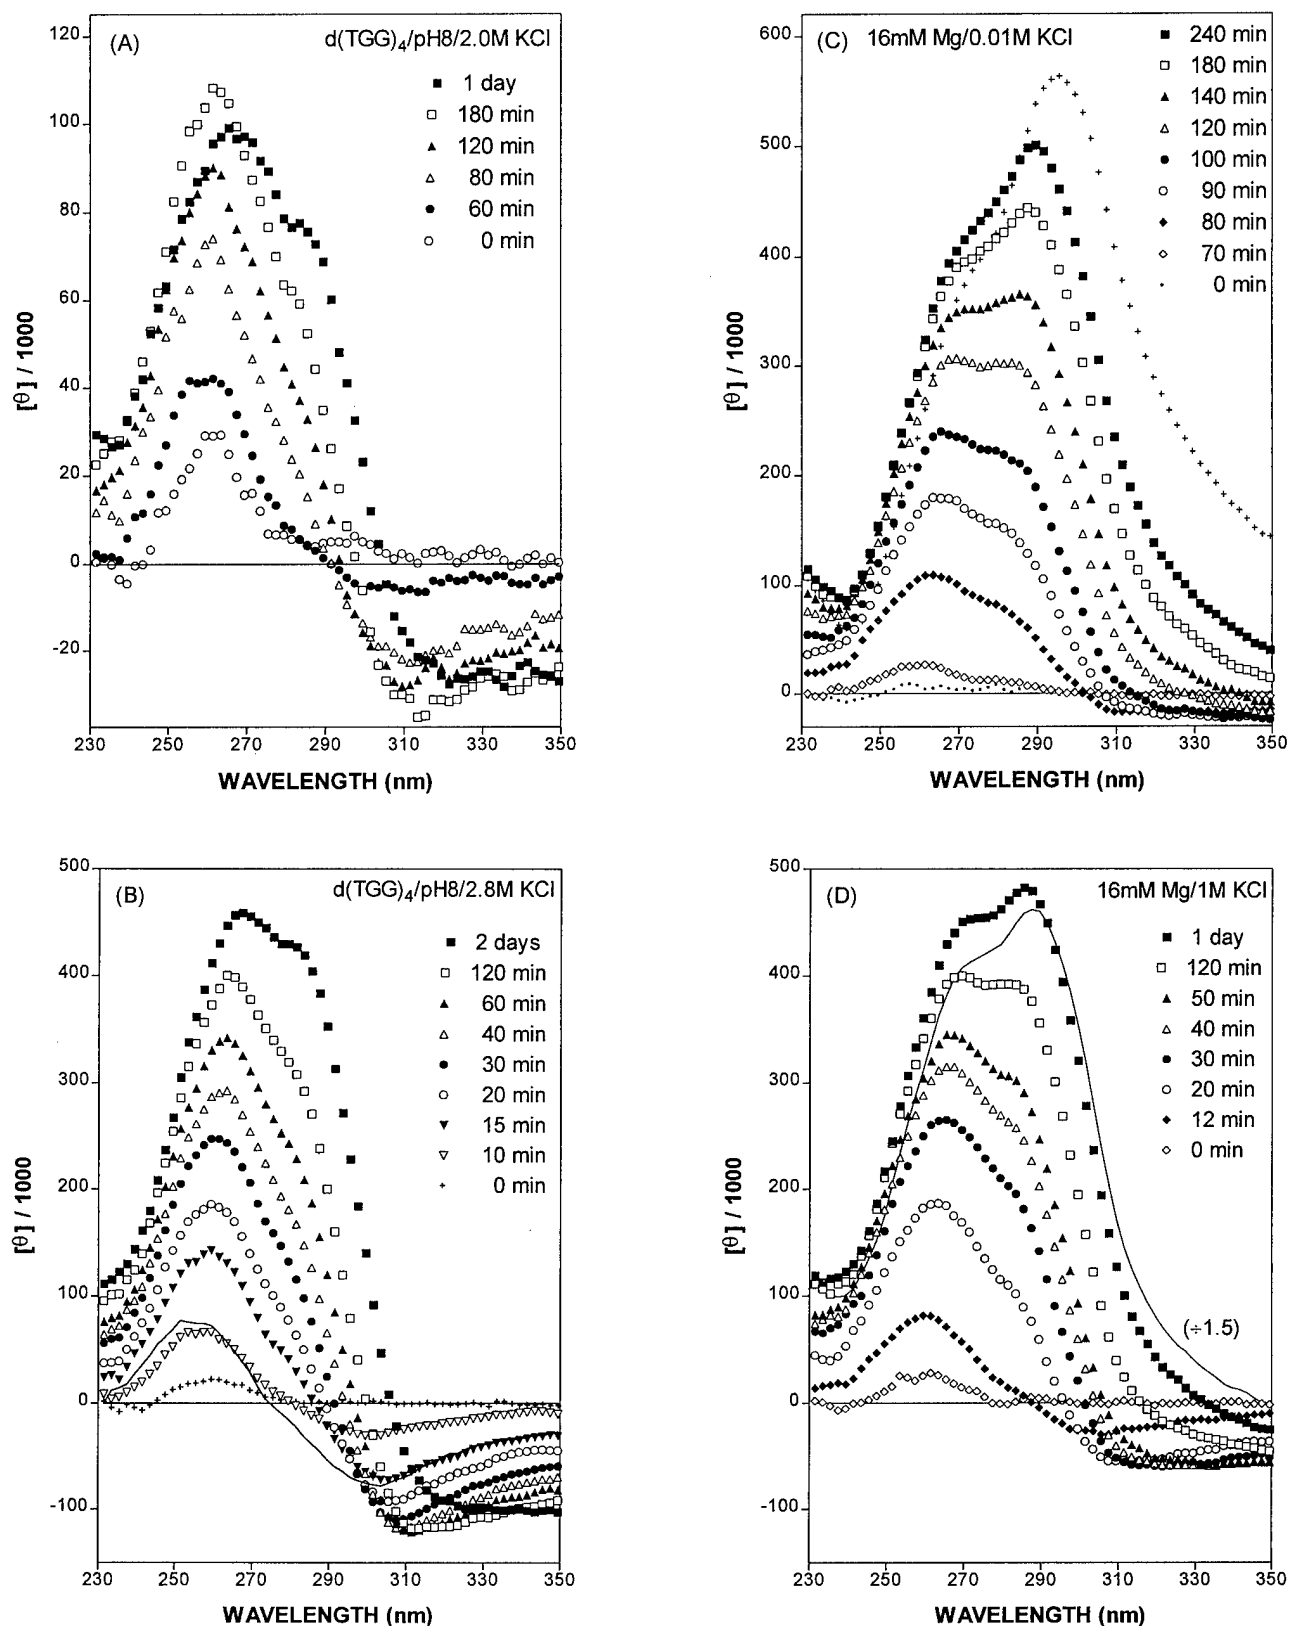 (A)
d(TGG)4/pH8/2.0M KCl
1 day
180 min
120 min
80 min
60 min
0 min
120
100
80
60
40
20
0
-20
[θ] / 1000
230 250 270 290 310 330 350
WAVELENGTH (nm)
(C)
16mM Mg/0.01M KCl
240 min
180 min
140 min
120 min
100 min
90 min
80 min
70 min
0 min
600
500
400
300
200
100
0
[θ] / 1000
230 250 270 290 310 330 350
WAVELENGTH (nm)
(B)
d(TGG)4/pH8/2.8M KCl
2 days
120 min
60 min
40 min
30 min
20 min
15 min
10 min
0 min
500
400
300
200
100
0
-100
[θ] / 1000
230 250 270 290 310 330 350
WAVELENGTH (nm)
(D)
16mM Mg/1M KCl
1 day
120 min
50 min
40 min
30 min
20 min
12 min
0 min
(÷1.5)
500
400
300
200
100
0
-100
[θ] / 1000
230 250 270 290 310 330 350
WAVELENGTH (nm)